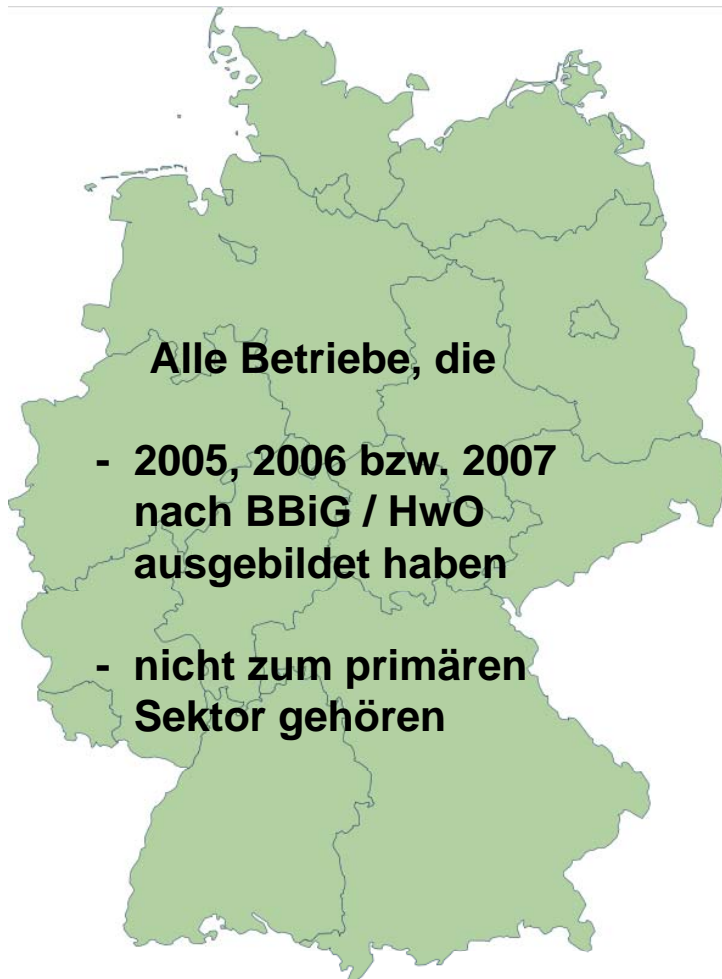 Alle Betriebe, die
- 2005, 2006 bzw. 2007
nach BBiG / HwO
ausgebildet haben
- nicht zum primären
Sektor gehören